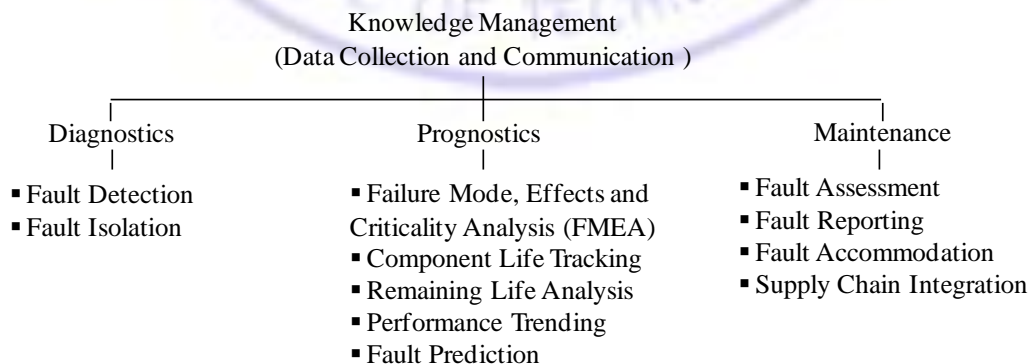 Knowledge Management
(Data Collection and Communication )
Diagnostics
▪ Fault Detection
▪ Fault Isolation
Prognostics
▪ Failure Mode, Effects and
Criticality Analysis (FMEA)
▪ Component Life Tracking
▪ Remaining Life Analysis
▪ Performance Trending
▪ Fault Prediction
Maintenance
▪ Fault Assessment
▪ Fault Reporting
▪ Fault Accommodation
▪ Supply Chain Integration